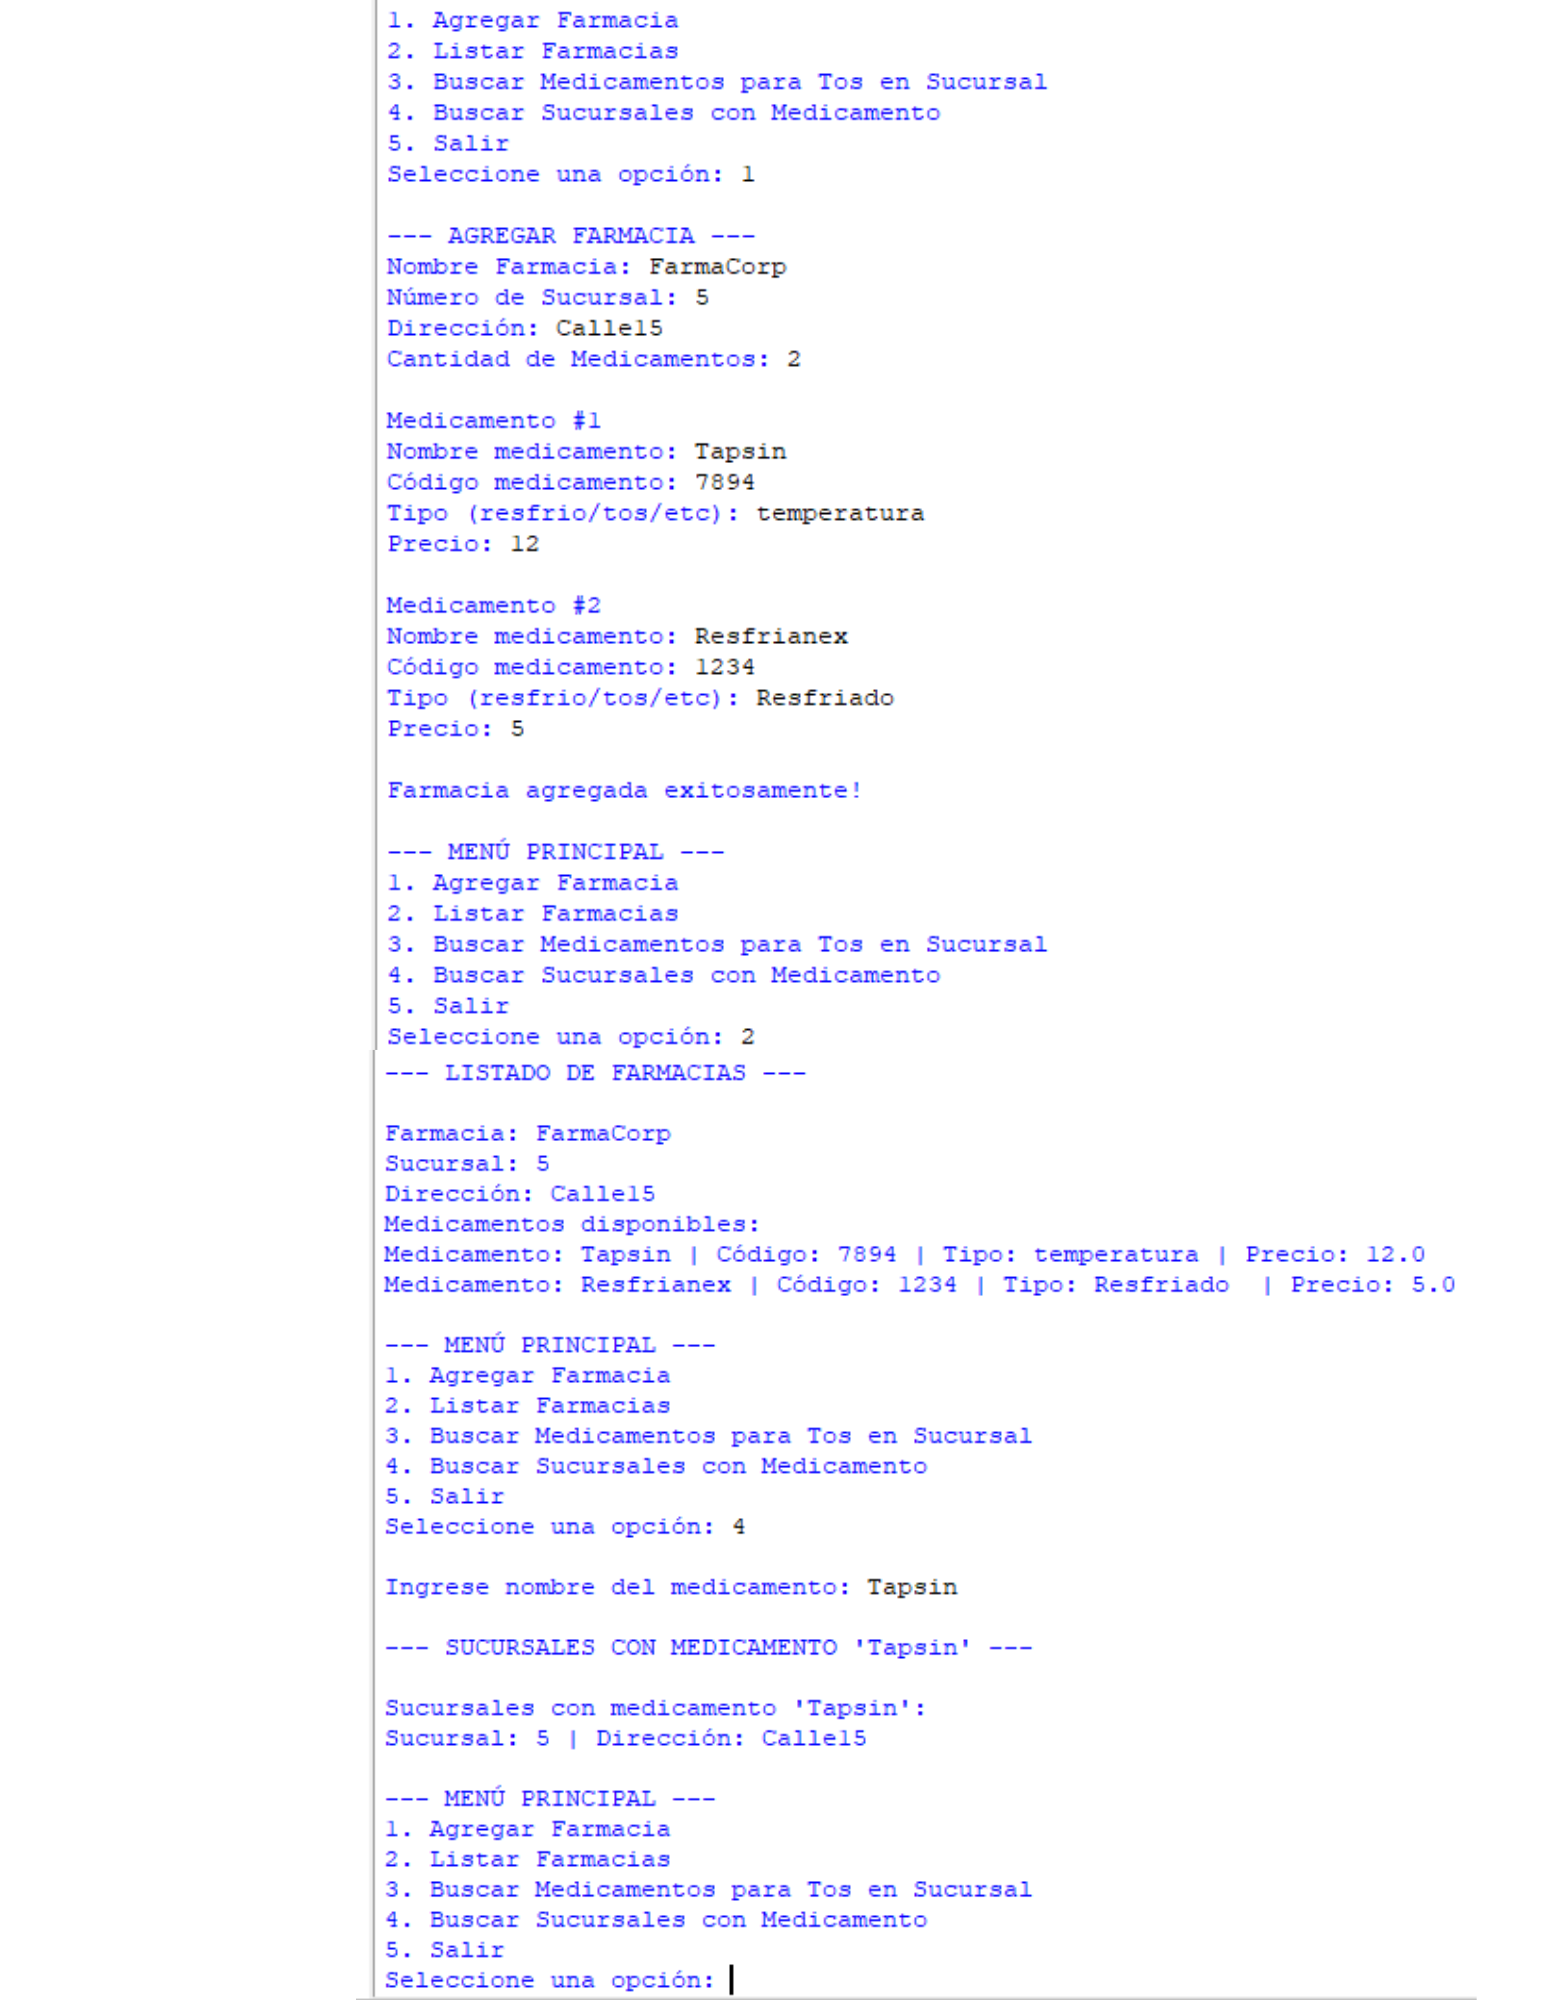 1. Agregar Farmacia
2. Listar Farmacias
3. Buscar Medicamentos para Tos en Sucursal
4. Buscar Sucursales con Medicamento
5. Salir
Seleccione una opción: 1
--- AGREGAR FARMACIA ---
Nombre Farmacia: FarmaCorp
Número de Sucursal: 5
Dirección: Calle15
Cantidad de Medicamentos: 2
Medicamento #1
Nombre medicamento: Tapsin
Código medicamento: 7894
Tipo (resfrio/tos/etc): temperatura
Precio: 12
Medicamento #2
Nombre medicamento: Resfrianex
Código medicamento: 1234
Tipo (resfrio/tos/etc): Resfriado
Precio: 5
Farmacia agregada exitosamente!
--- MENÚ PRINCIPAL ---
1. Agregar Farmacia
2. Listar Farmacias
3. Buscar Medicamentos para Tos en Sucursal
4. Buscar Sucursales con Medicamento
5. Salir
Seleccione una opción: 2
--- LISTADO DE FARMACIAS ---
Farmacia: FarmaCorp
Sucursal: 5
Dirección: Calle15
Medicamentos disponibles:
Medicamento: Tapsin | Código: 7894 | Tipo: temperatura | Precio: 12.0
Medicamento: Resfrianex | Código: 1234 | Tipo: Resfriado  | Precio: 5.0
--- MENÚ PRINCIPAL ---
1. Agregar Farmacia
2. Listar Farmacias
3. Buscar Medicamentos para Tos en Sucursal
4. Buscar Sucursales con Medicamento
5. Salir
Seleccione una opción: 4
Ingrese nombre del medicamento: Tapsin
--- SUCURSALES CON MEDICAMENTO 'Tapsin' ---
Sucursales con medicamento 'Tapsin':
Sucursal: 5 | Dirección: Calle15
--- MENÚ PRINCIPAL ---
1. Agregar Farmacia
2. Listar Farmacias
3. Buscar Medicamentos para Tos en Sucursal
4. Buscar Sucursales con Medicamento
5. Salir
Seleccione una opción: